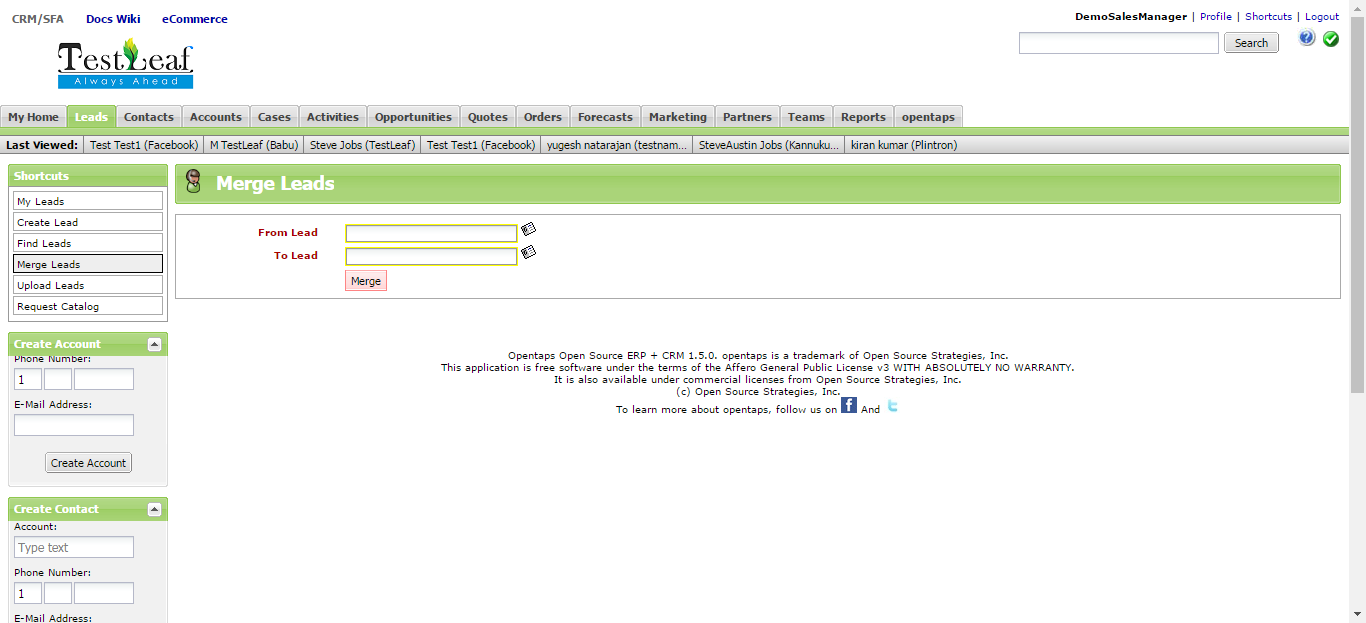 CRM/SFA Docs Wiki eCommerce
DemoSalesManager | Profile | Shortcuts | Logout
TestLeaf
Always Ahead
Search
My Home Leads Contacts Accounts Cases Activities Opportunities Quotes Orders Forecasts Marketing Partners Teams Reports opentaps
Last Viewed: Test Test1 (Facebook) M TestLeaf (Babu) Steve Jobs (TestLeaf) Test Test1 (Facebook) yugesh natarajan (testnam... SteveAustin Jobs (Kannuku... kiran kumar (Plintron)
Shortcuts
My Leads
Create Lead
Find Leads
Merge Leads
Upload Leads
Request Catalog
Create Account
Phone Number:
1
E-Mail Address:
Create Account
Create Contact
Account:
Type text
Phone Number:
1
E-Mail Address:
Merge Leads
From Lead
To Lead
Merge
Opentaps Open Source ERP + CRM 1.5.0. opentaps is a trademark of Open Source Strategies, Inc.
This application is free software under the terms of the Affero General Public License v3 WITH ABSOLUTELY NO WARRANTY.
It is also available under commercial licenses from Open Source Strategies, Inc.
(c) Open Source Strategies, Inc.
To learn more about opentaps, follow us on f And t